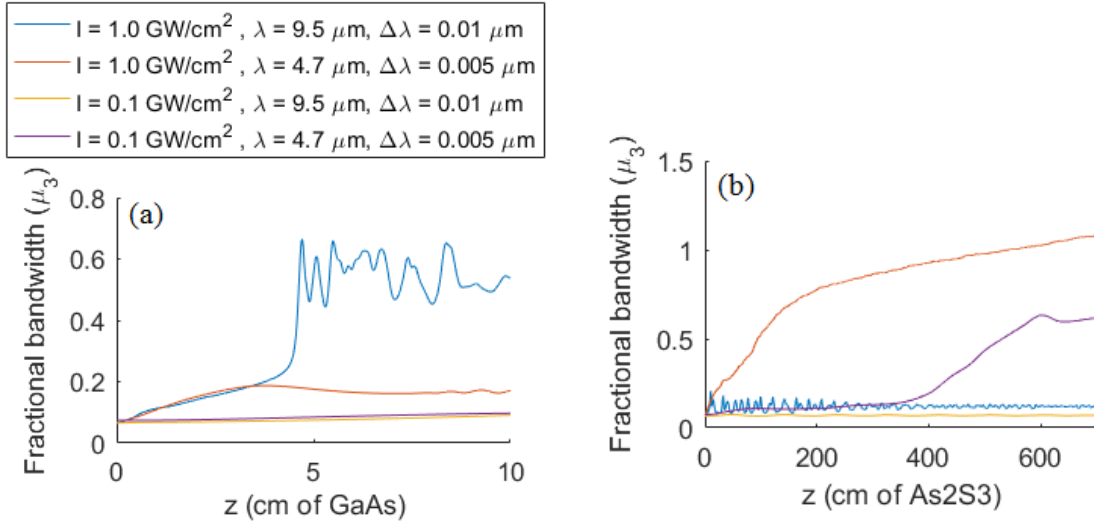 I = 1.0 GW/cm², λ = 9.5 μm, Δλ = 0.01 μm
I = 1.0 GW/cm², λ = 4.7 μm, Δλ = 0.005 μm
I = 0.1 GW/cm², λ = 9.5 μm, Δλ = 0.01 μm
I = 0.1 GW/cm², λ = 4.7 μm, Δλ = 0.005 μm
Fractional bandwidth (μ₃)
0.8
0.6
0.4
0.2
0
(a)
0
5
10
z (cm of GaAs)
Fractional bandwidth (μ₃)
1.5
1
0.5
0
(b)
0
200
400
600
z (cm of As2S3)